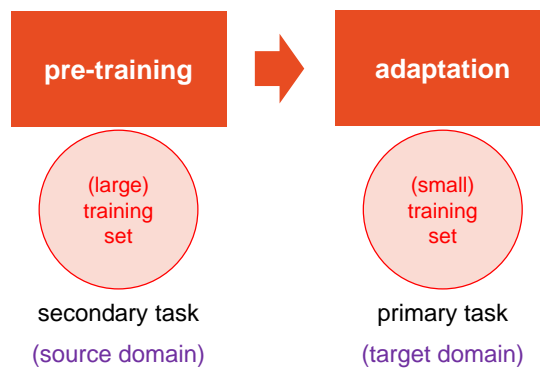 pre-training
adaptation
(large)
training
set
(small)
training
set
secondary task
primary task
(source domain)
(target domain)